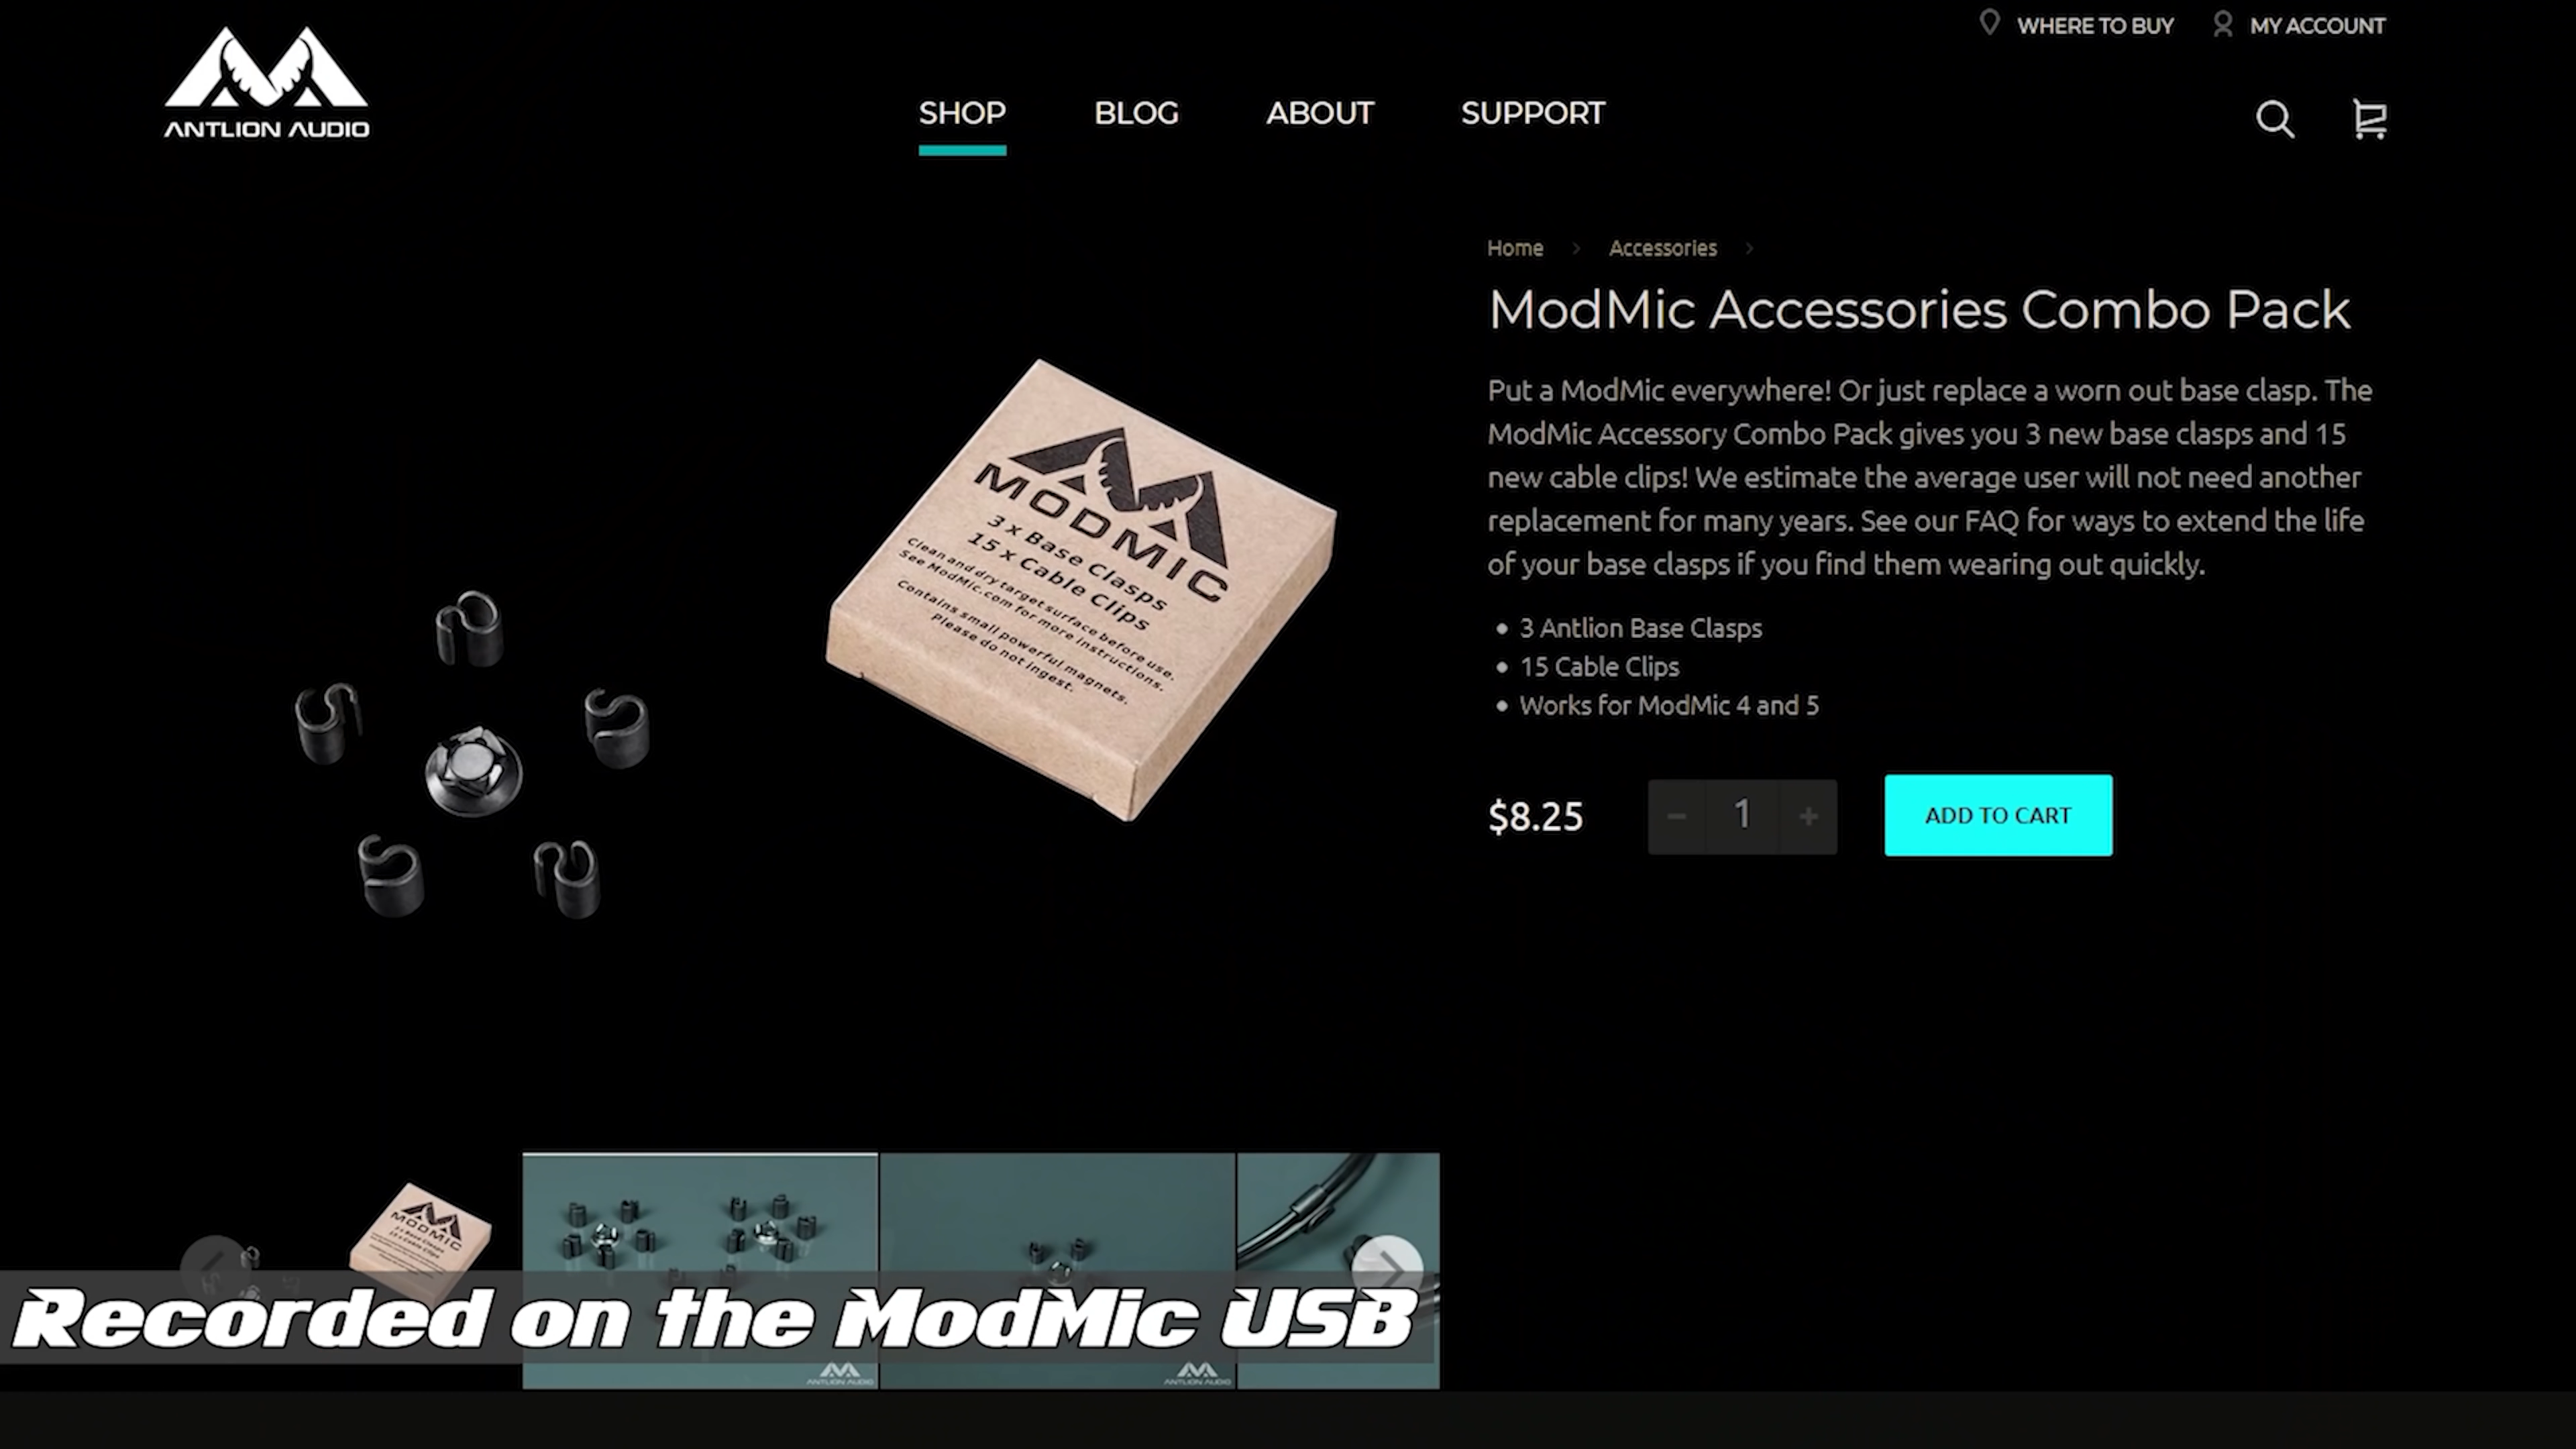 WHERE TO BUY
MY ACCOUNT
ANTLION AUDIO
SHOP
BLOG
ABOUT
SUPPORT
Home
Accessories
ModMic Accessories Combo Pack
Put a ModMic everywhere! Or just replace a worn out base clasp. The
ModMic Accessory Combo Pack gives you 3 new base clasps and 15
new cable clips! We estimate the average user will not need another
replacement for many years. See our FAQ for ways to extend the life
of your base clasps if you find them wearing out quickly.
3 Antlion Base Clasps
15 Cable Clips
Works for ModMic 4 and 5
$8.25
1
ADD TO CART
MODMIC
3 x Base Clasps
15 x Cable Clips
Clean and dry target surface before use.
See ModMic.com for more instructions.
Contains small powerful magnets.
Please do not ingest.
MODMIC
Recorded on the ModMic USB
ANTLION AUDIO
ANTLION AUDIO